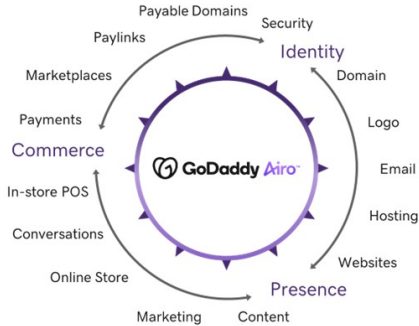 Payable Domains
Security
Identity
Paylinks
Domain
Marketplaces
Logo
Payments
Commerce
GoDaddy Airo™
Email
In-store POS
Hosting
Conversations
Websites
Online Store
Presence
Marketing
Content